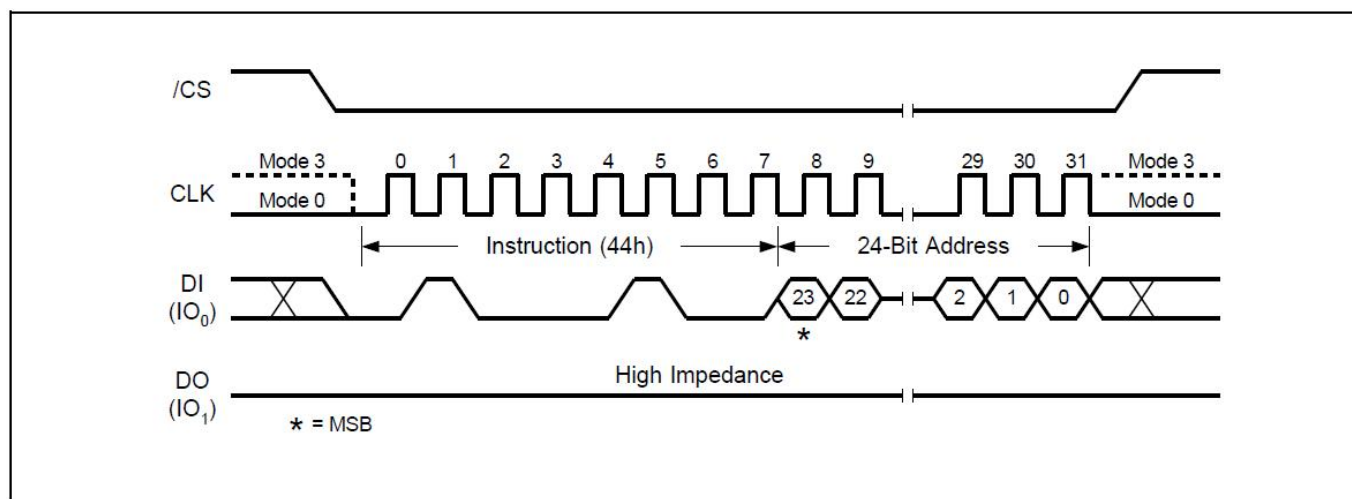 /CS
Mode 3 0 1 2 3 4 5 6 7 8 9 29 30 31 Mode 3
CLK Mode 0 Mode 0
Instruction (44h) 24-Bit Address
DI
(IO0)
23 22 2 1 0
*
High Impedance
DO
(IO1)
* = MSB